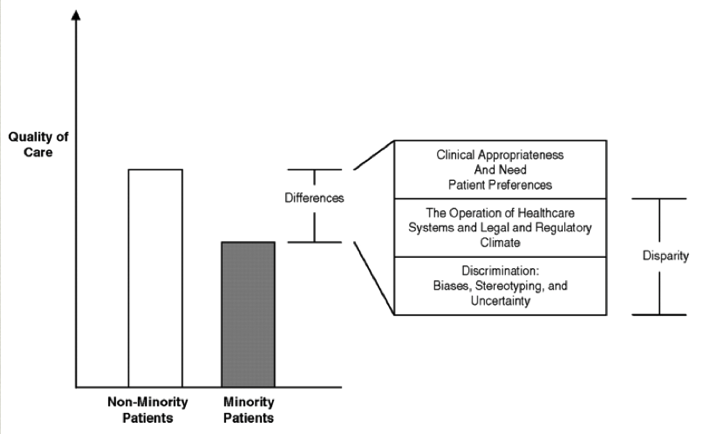 Quality of
Care
Differences
Non-Minority
Patients
Minority
Patients
Clinical Appropriateness
And Need
Patient Preferences
The Operation of Healthcare
Systems and Legal and Regulatory
Climate
Discrimination:
Biases, Stereotyping, and
Uncertainty
Disparity